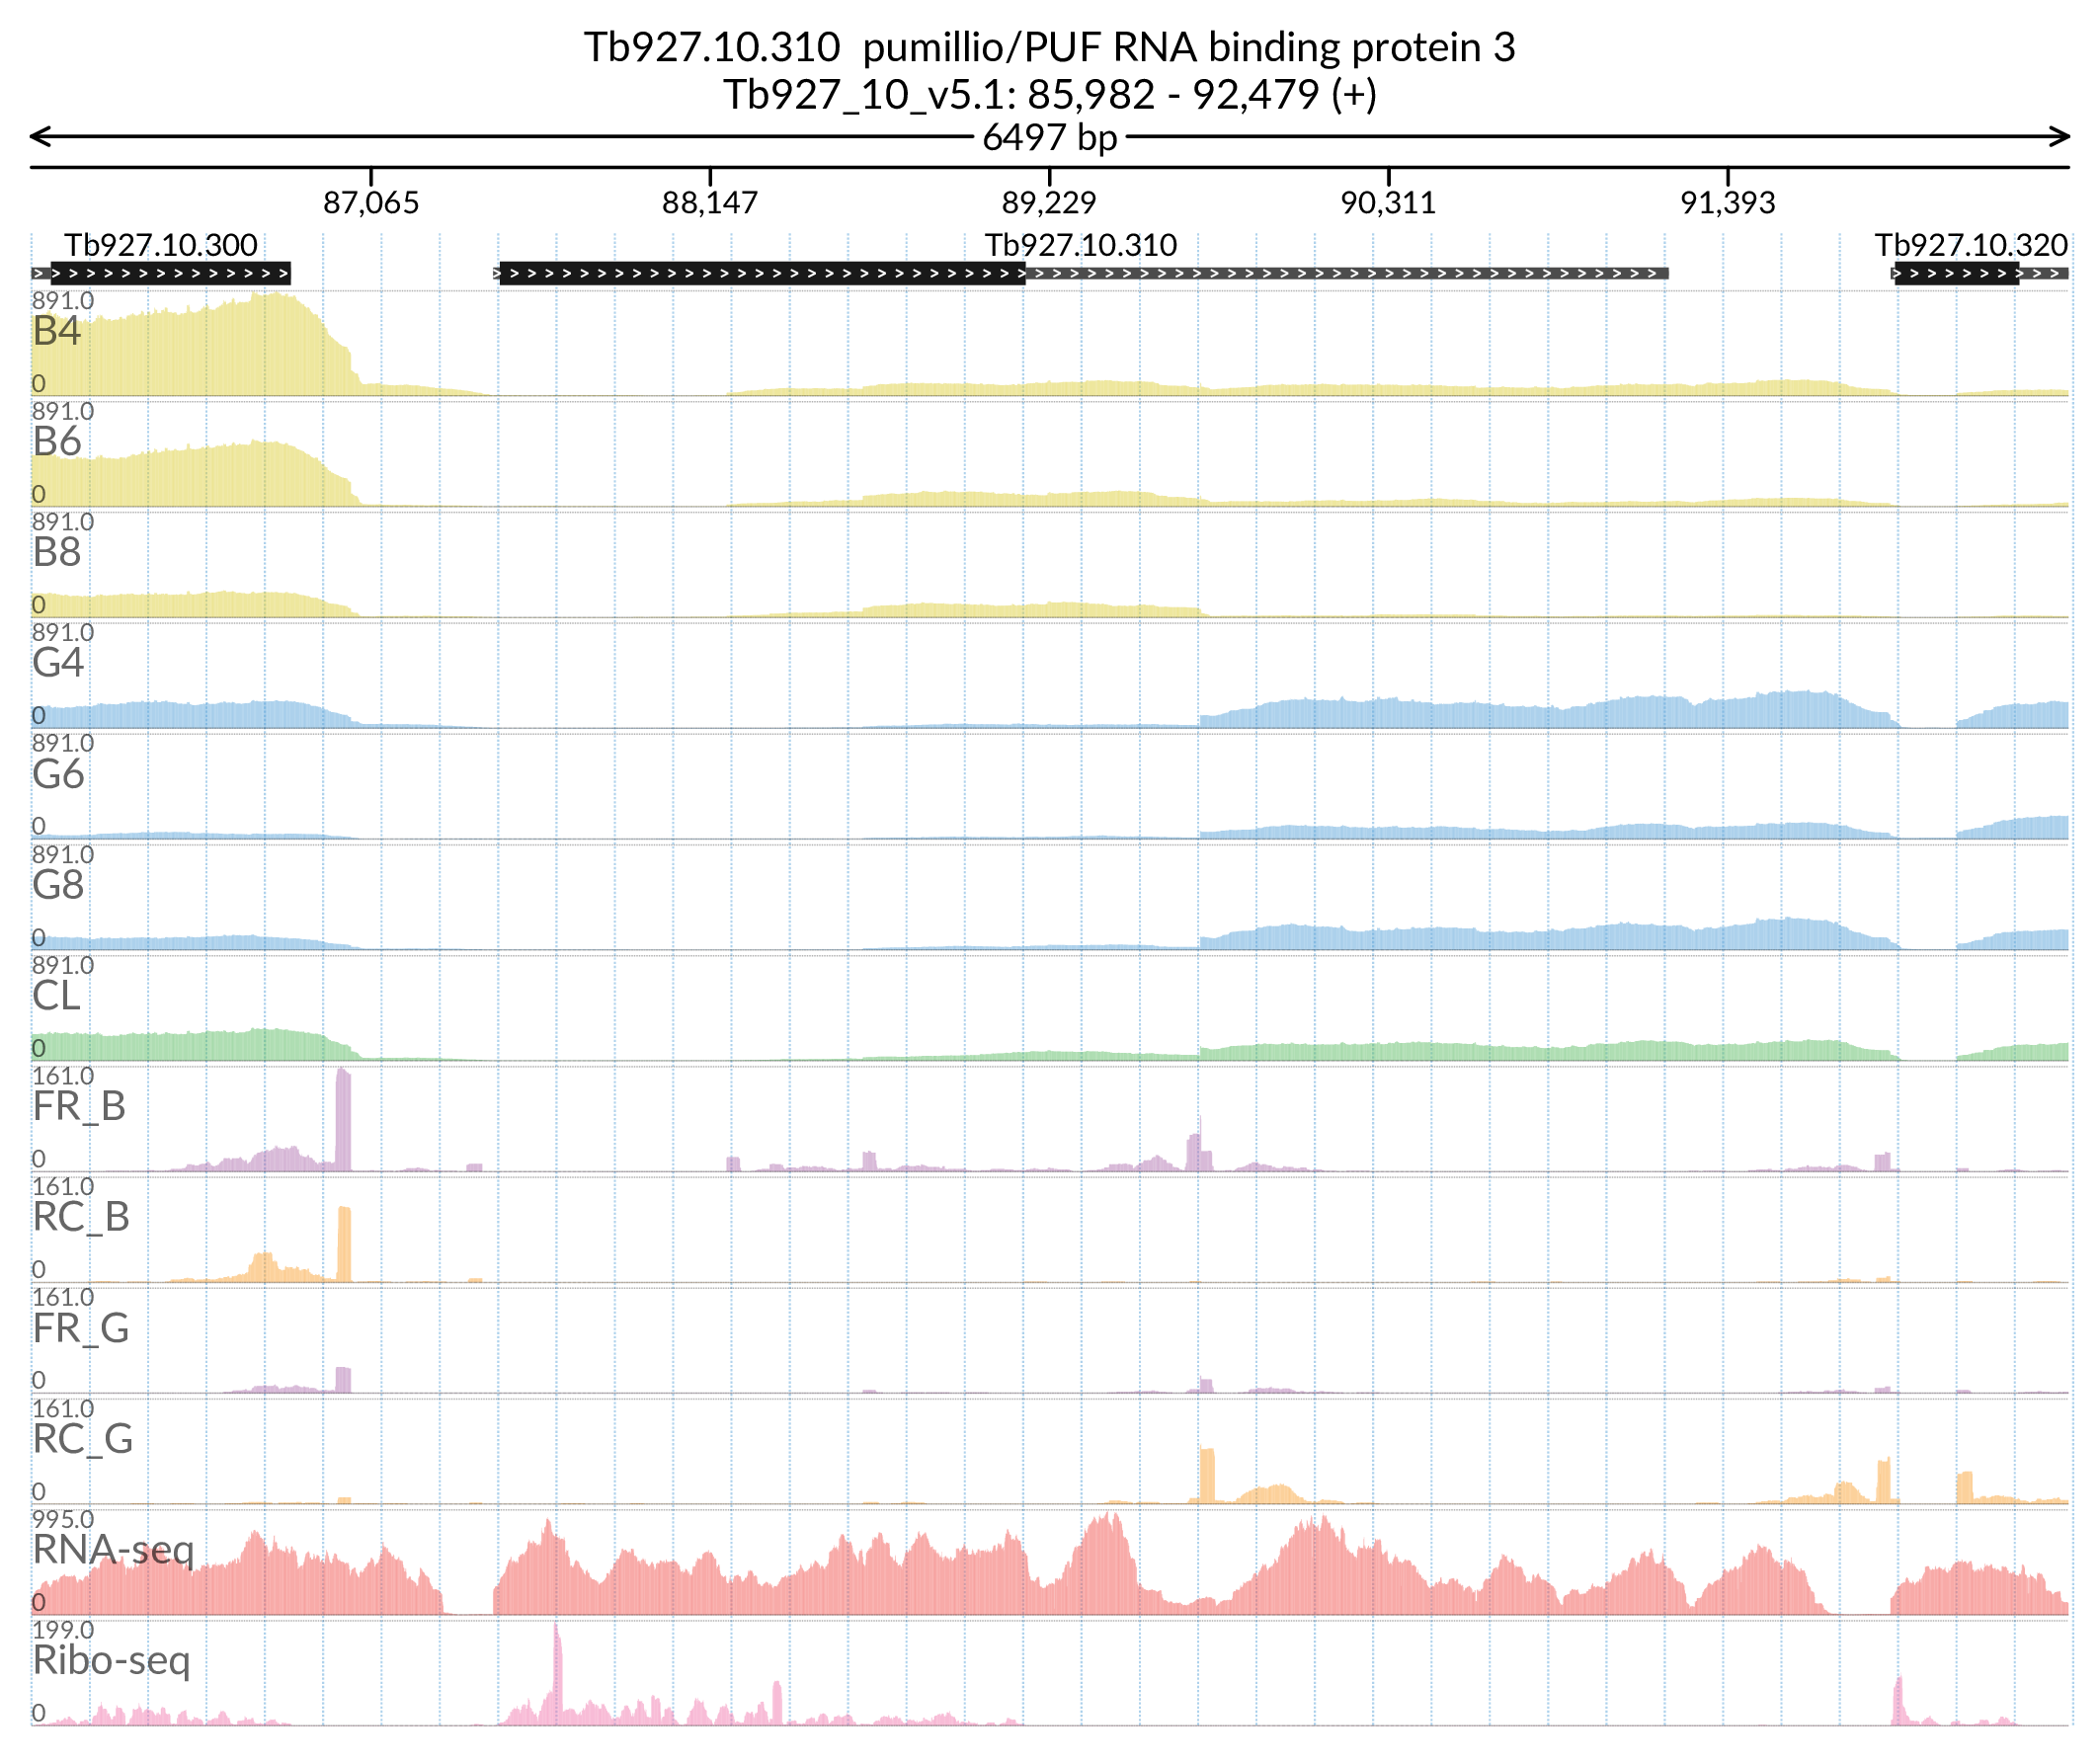 Tb927.10.310  pumillio/PUF RNA binding protein 3
Tb927_10_v5.1: 85,982 - 92,479 (+)
6497 bp
87,065 88,147 89,229 90,311 91,393
Tb927.10.300 Tb927.10.310 Tb927.10.320
891.0
B4
0
891.0
B6
0
891.0
B8
0
891.0
G4
0
891.0
G6
0
891.0
G8
0
891.0
CL
0
161.0
FR_B
0
161.0
RC_B
0
161.0
FR_G
0
161.0
RC_G
0
995.0
RNA-seq
0
199.0
Ribo-seq
0